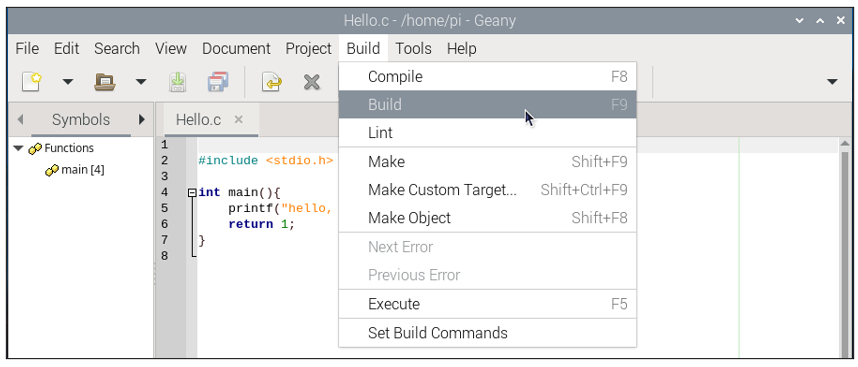 Hello.c - /home/pi - Geany
File Edit Search View Document Project Build Tools Help
Compile F8
Build F9
Lint
Make Shift+F9
Make Custom Target... Shift+Ctrl+F9
Make Object Shift+F8
Next Error
Previous Error
Execute F5
Set Build Commands
Symbols
Functions
main [4]
Hello.c
1
2 #include <stdio.h>
3
4 int main(){
5 printf("hello,
6 return 1;
7 }
8